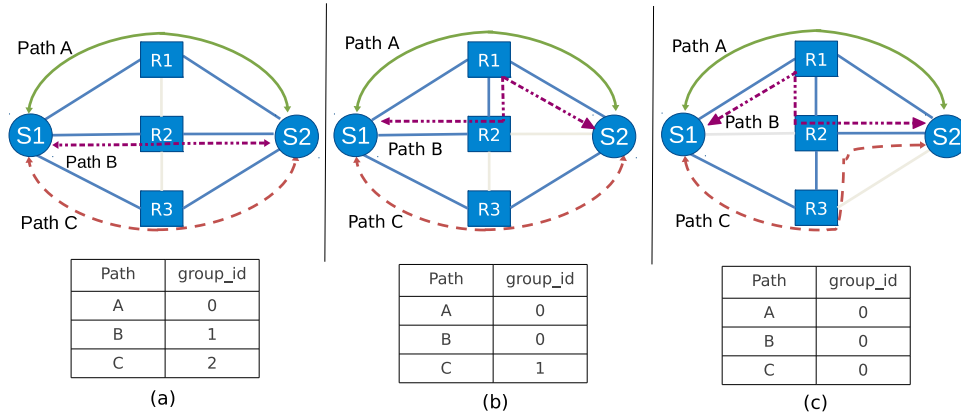 Path A
R1
S1
R2
S2
Path B
R3
Path C
Path group_id
A 0
B 1
C 2
(a)
Path A
R1
S1
R2
S2
Path B
R3
Path C
Path group_id
A 0
B 0
C 1
(b)
Path A
R1
S1
Path B
R2
S2
R3
Path C
Path group_id
A 0
B 0
C 0
(c)